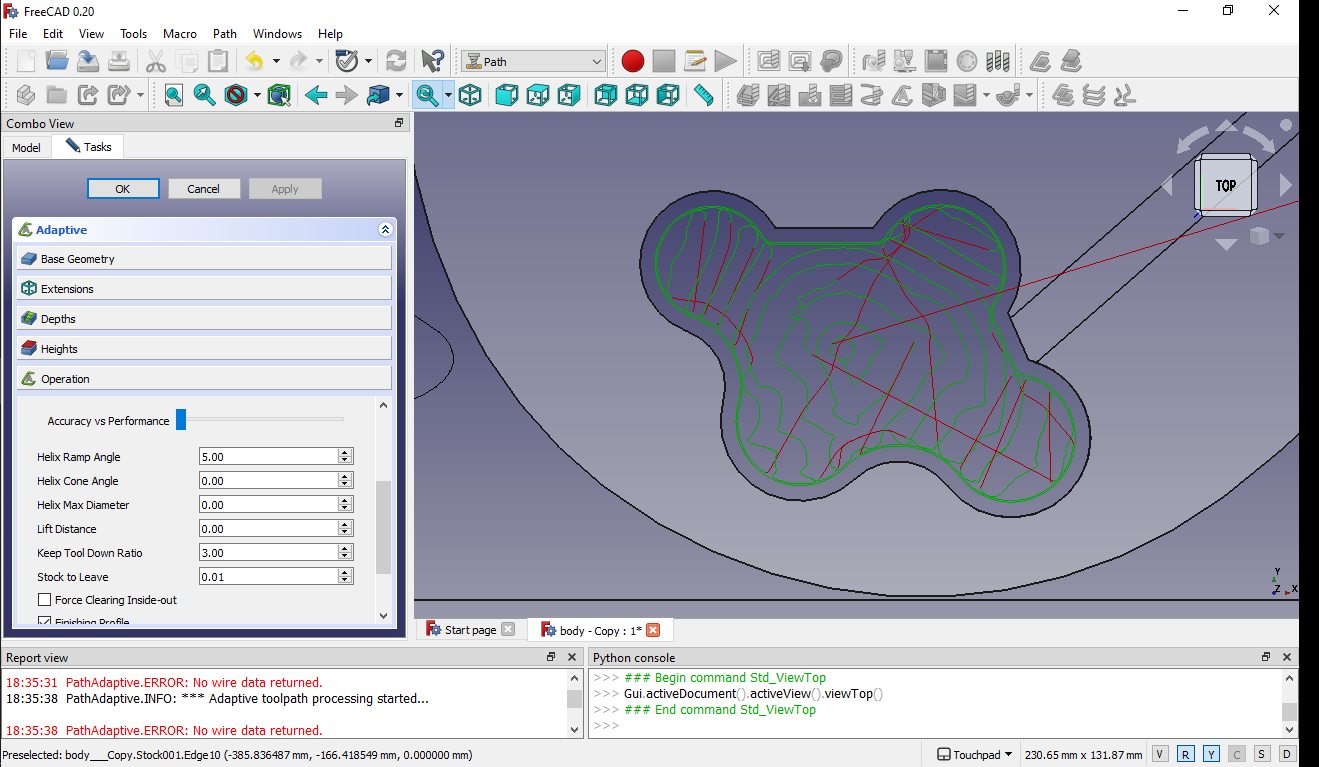 FreeCAD 0.20
File Edit View Tools Macro Path Windows Help
Path
Combo View
Model Tasks
OK Cancel Apply
Adaptive
Base Geometry
Extensions
Depths
Heights
Operation
Accuracy vs Performance
Helix Ramp Angle 5.00
Helix Cone Angle 0.00
Helix Max Diameter 0.00
Lift Distance 0.00
Keep Tool Down Ratio 3.00
Stock to Leave 0.01
Force Clearing Inside-out
Finishing Profile
TOP
Y
Z X
Start page body - Copy : 1*
Report view
18:35:31 PathAdaptive.ERROR: No wire data returned.
18:35:38 PathAdaptive.INFO: *** Adaptive toolpath processing started...
18:35:38 PathAdaptive.ERROR: No wire data returned.
Python console
>>> ### Begin command Std_ViewTop
>>> Gui.activeDocument().activeView().viewTop()
>>> ### End command Std_ViewTop
>>>
Preselected: body___Copy.Stock001.Edge10 (-385.836487 mm, -166.418549 mm, 0.000000 mm)
Touchpad 230.65 mm x 131.87 mm V R Y C S D